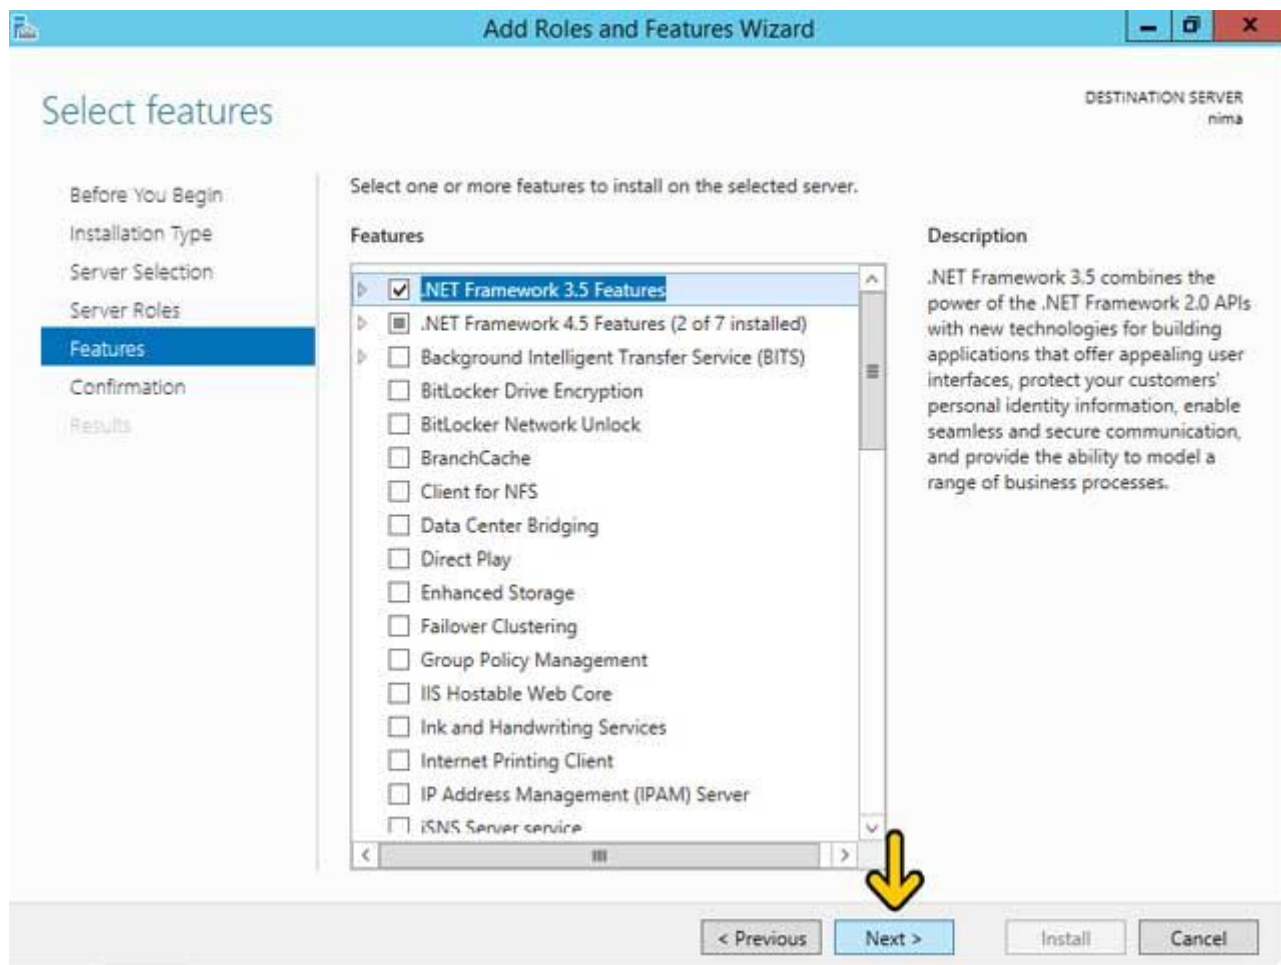 Add Roles and Features Wizard
Select features
DESTINATION SERVER
nima
Before You Begin
Installation Type
Server Selection
Server Roles
Features
Confirmation
Results
Select one or more features to install on the selected server.
Features
.NET Framework 3.5 Features
.NET Framework 4.5 Features (2 of 7 installed)
Background Intelligent Transfer Service (BITS)
BitLocker Drive Encryption
BitLocker Network Unlock
BranchCache
Client for NFS
Data Center Bridging
Direct Play
Enhanced Storage
Failover Clustering
Group Policy Management
IIS Hostable Web Core
Ink and Handwriting Services
Internet Printing Client
IP Address Management (IPAM) Server
iSNS Server service
Description
.NET Framework 3.5 combines the
power of the .NET Framework 2.0 APIs
with new technologies for building
applications that offer appealing user
interfaces, protect your customers'
personal identity information, enable
seamless and secure communication,
and provide the ability to model a
range of business processes.
< Previous
Next >
Install
Cancel